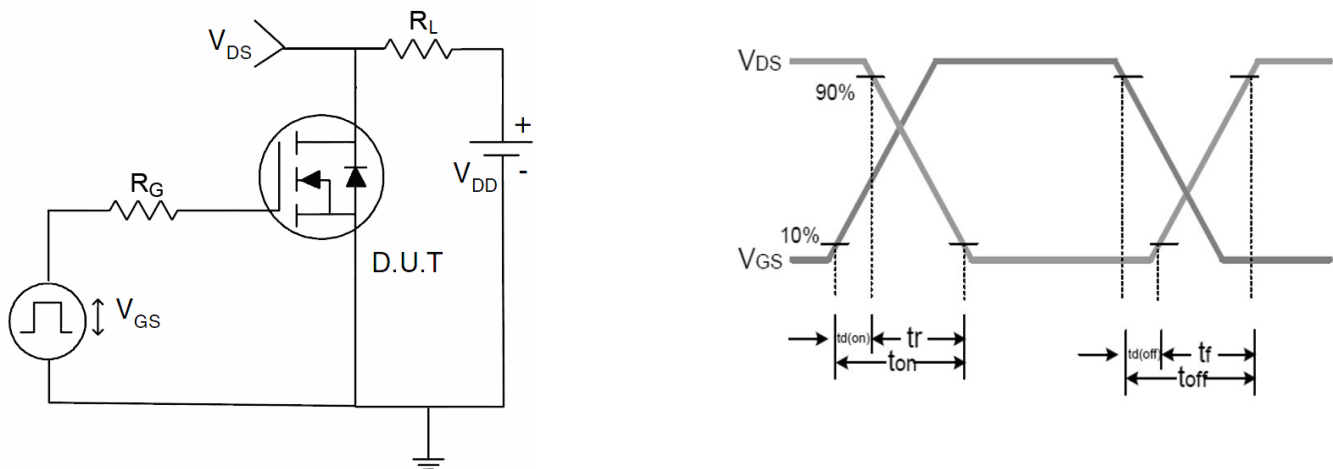 VDS
RL
+
VDD
-
RG
D.U.T
VGS
VDS
90%
10%
VGS
td(on)
tr
ton
td(off)
tf
toff